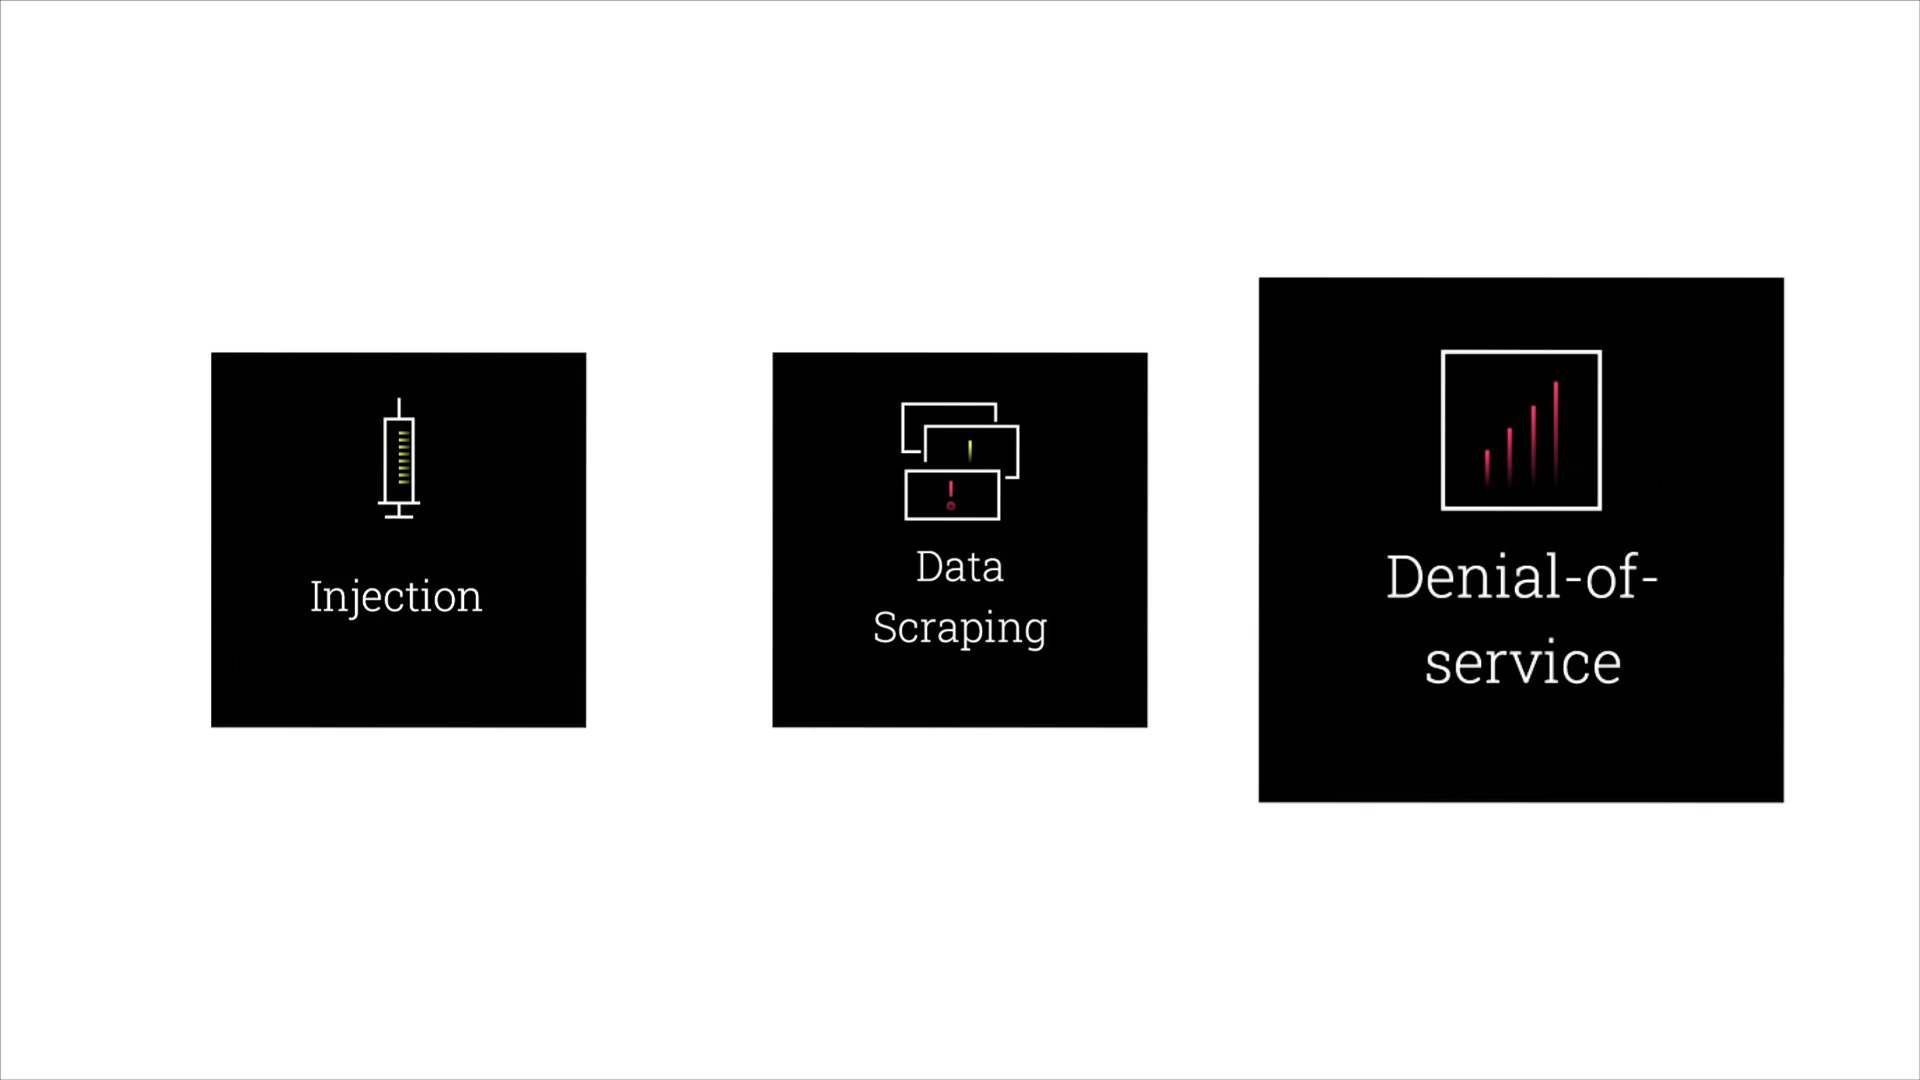 Injection
Data
Scraping
Denial-of-
service